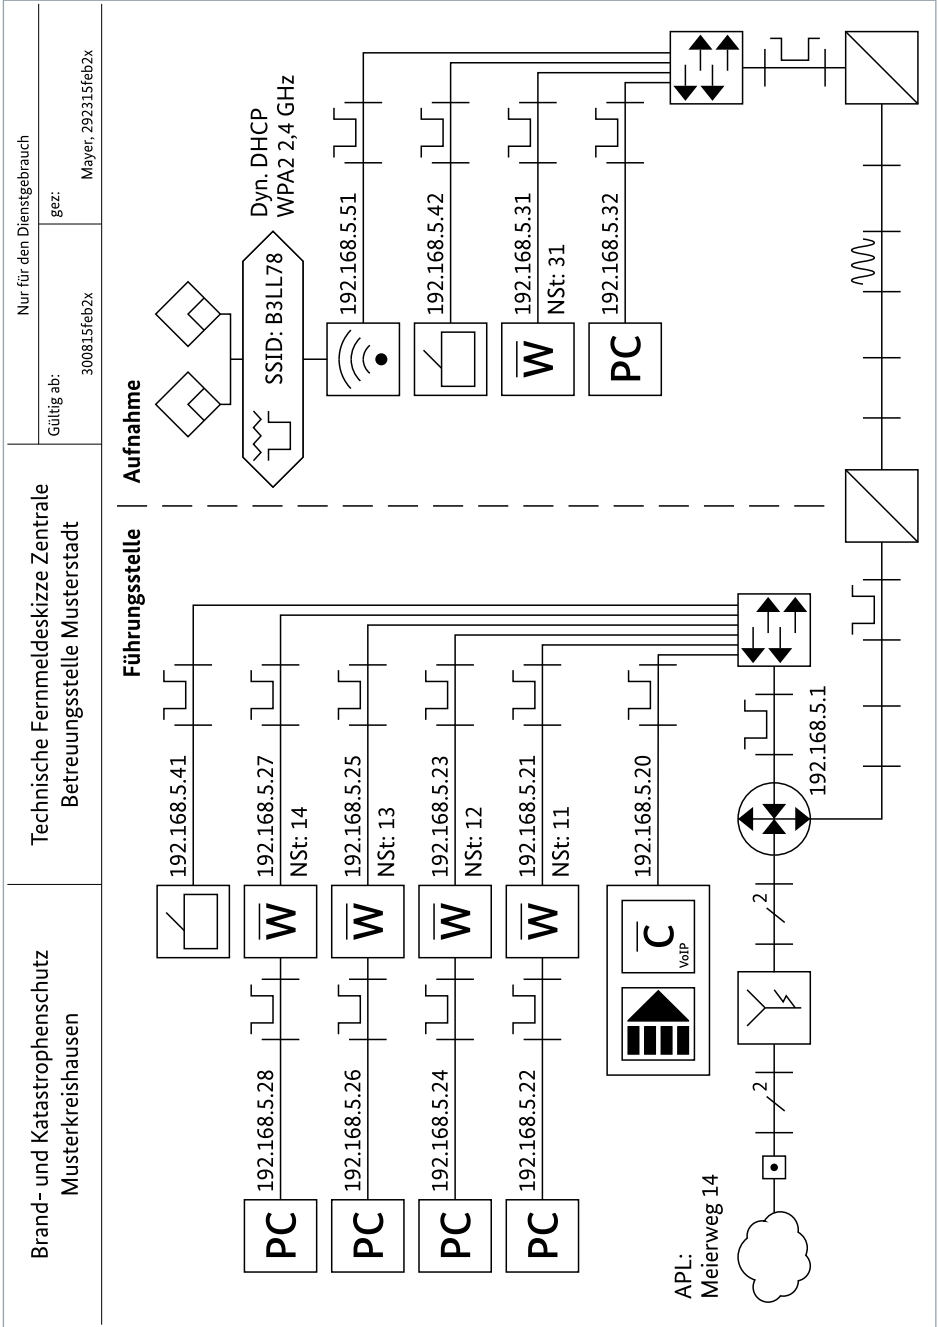 Brand- und Katastrophenschutz
Musterkreishausen
Technische Fernmeldeskizze Zentrale
Betreuungsstelle Musterstadt
Nur für den Dienstgebrauch
Gültig ab:
300815feb2x
gez:
Mayer, 292315feb2x
Führungsstelle
Aufnahme
192.168.5.41
PC
192.168.5.28
W
192.168.5.27
NSt: 14
PC
192.168.5.26
W
192.168.5.25
NSt: 13
PC
192.168.5.24
W
192.168.5.23
NSt: 12
PC
192.168.5.22
W
192.168.5.21
NSt: 11
C
VoIP
192.168.5.20
APL:
Meierweg 14
2
2
192.168.5.1
SSID: B3LL78
Dyn. DHCP
WPA2 2,4 GHz
192.168.5.51
192.168.5.42
W
192.168.5.31
NSt: 31
PC
192.168.5.32